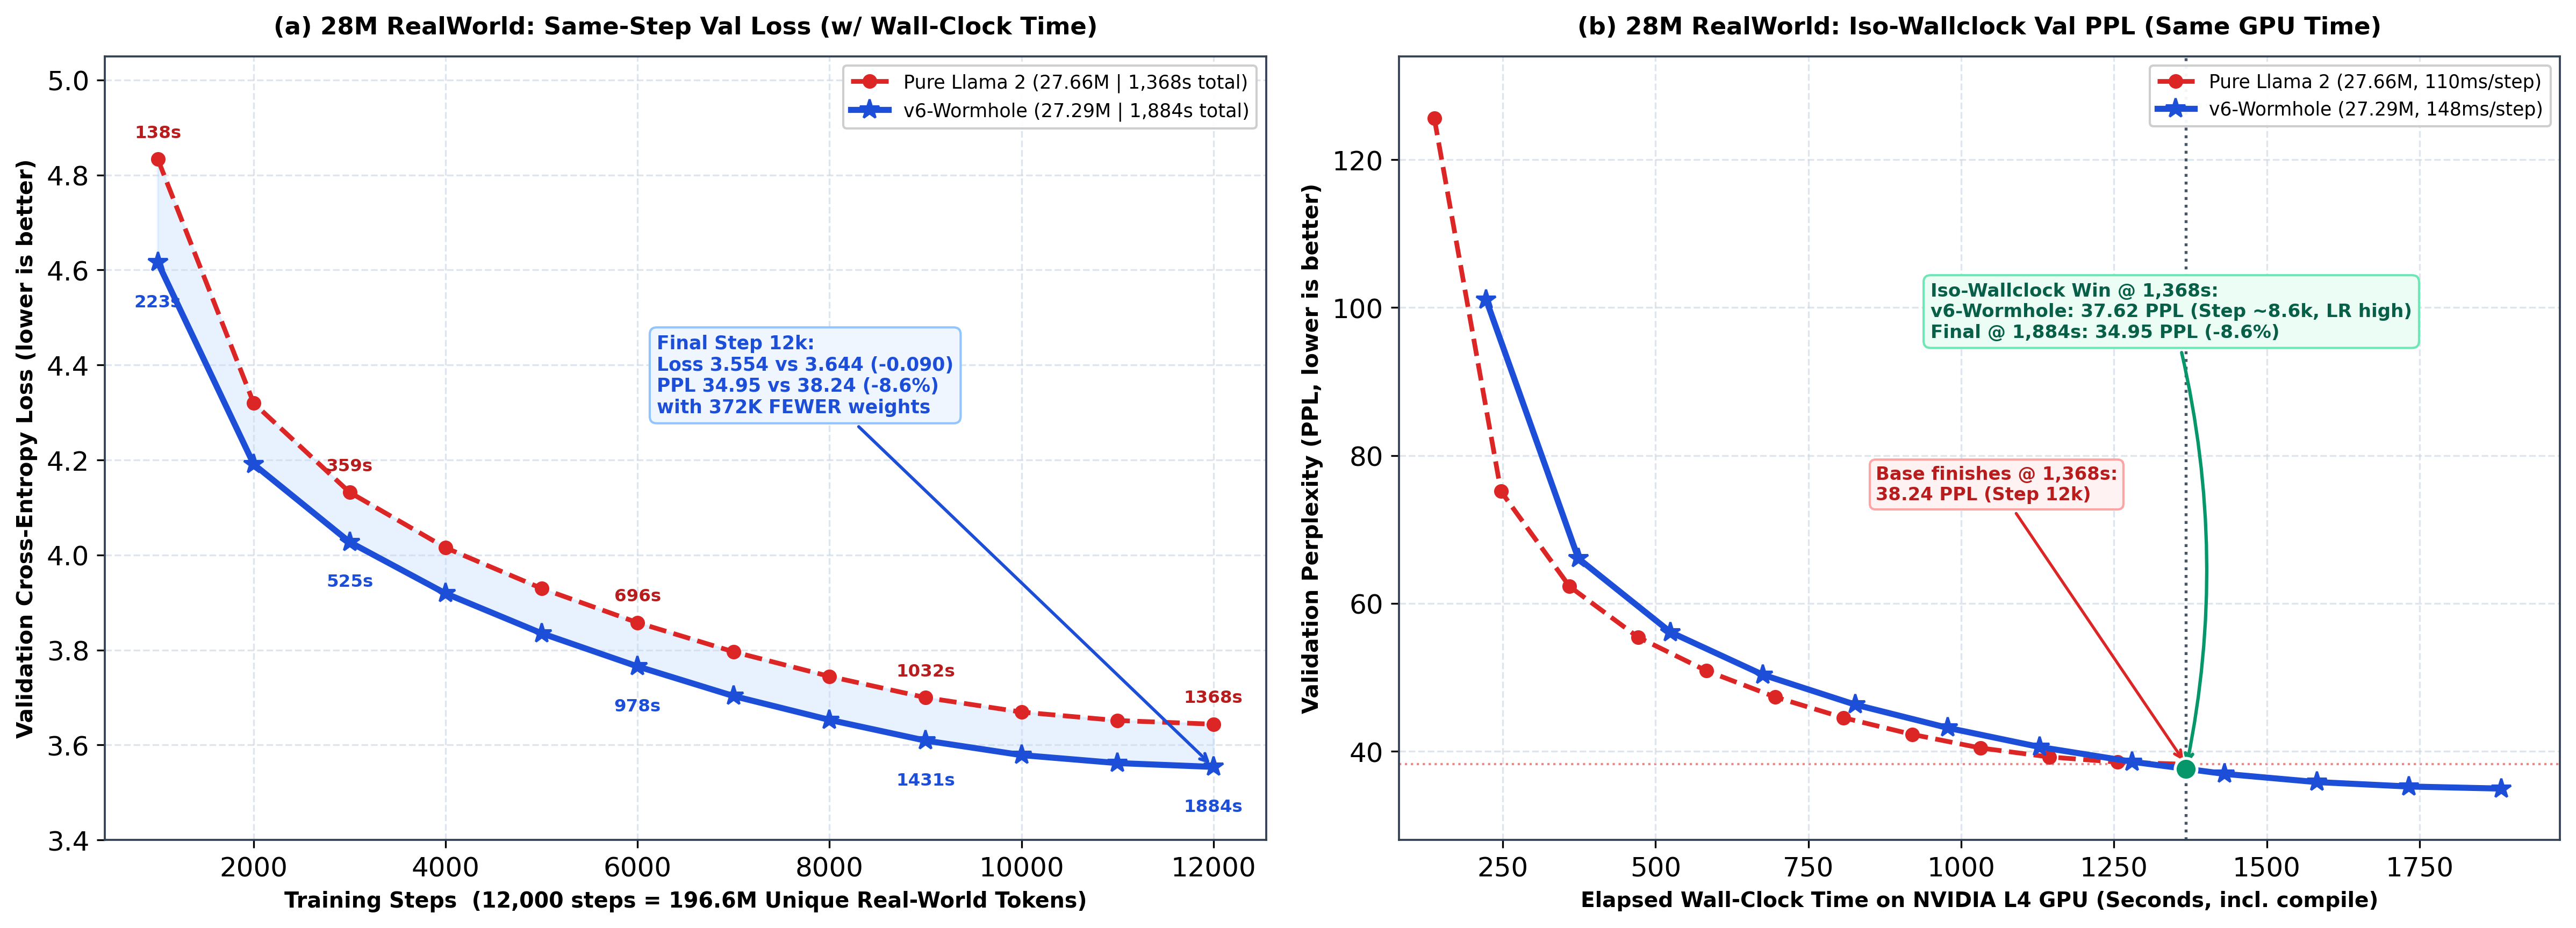 (a) 28M RealWorld: Same-Step Val Loss (w/ Wall-Clock Time)
Validation Cross-Entropy Loss (lower is better)
5.0
4.8
4.6
4.4
4.2
4.0
3.8
3.6
3.4
Pure Llama 2 (27.66M | 1,368s total)
v6-Wormhole (27.29M | 1,884s total)
138s
223s
359s
525s
696s
978s
1032s
1431s
1368s
1884s
Final Step 12k:
Loss 3.554 vs 3.644 (-0.090)
PPL 34.95 vs 38.24 (-8.6%)
with 372K FEWER weights
2000
4000
6000
8000
10000
12000
Training Steps (12,000 steps = 196.6M Unique Real-World Tokens)
(b) 28M RealWorld: Iso-Wallclock Val PPL (Same GPU Time)
Validation Perplexity (PPL, lower is better)
120
100
80
60
40
Pure Llama 2 (27.66M, 110ms/step)
v6-Wormhole (27.29M, 148ms/step)
Iso-Wallclock Win @ 1,368s:
v6-Wormhole: 37.62 PPL (Step ~8.6k, LR high)
Final @ 1,884s: 34.95 PPL (-8.6%)
Base finishes @ 1,368s:
38.24 PPL (Step 12k)
250
500
750
1000
1250
1500
1750
Elapsed Wall-Clock Time on NVIDIA L4 GPU (Seconds, incl. compile)